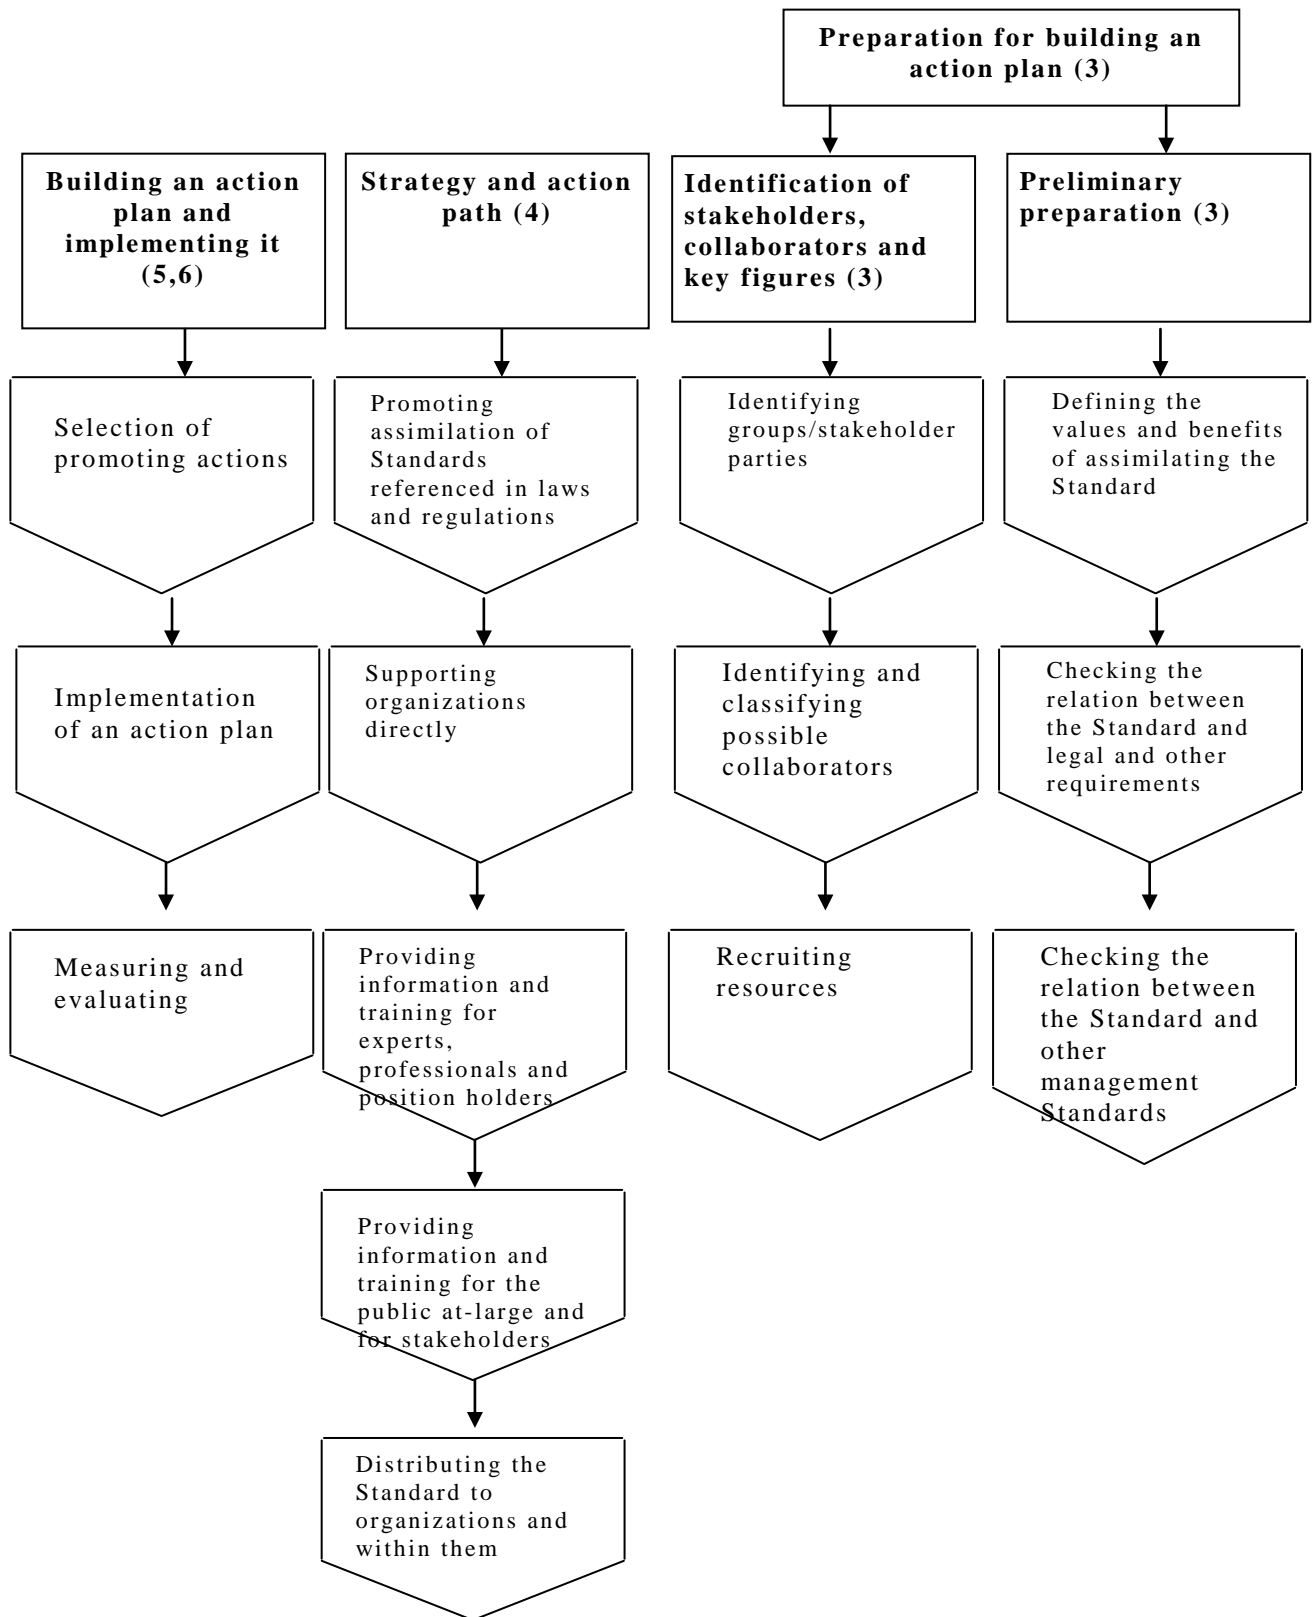 Preparation for building an
action plan (3)
Building an action
plan and
implementing it
(5,6)
Strategy and action
path (4)
Identification of
stakeholders,
collaborators and
key figures (3)
Preliminary
preparation (3)
Selection of
promoting actions
Promoting
assimilation of
Standards
referenced in laws
and regulations
Identifying
groups/stakeholder
parties
Defining the
values and benefits
of assimilating the
Standard
Implementation
of an action plan
Supporting
organizations
directly
Identifying and
classifying
possible
collaborators
Checking the
relation between
the Standard and
legal and other
requirements
Measuring and
evaluating
Providing
information and
training for
experts,
professionals and
position holders
Recruiting
resources
Checking the
relation between
the Standard and
other
management
Standards
Providing
information and
training for the
public at-large and
for stakeholders
Distributing the
Standard to
organizations and
within them